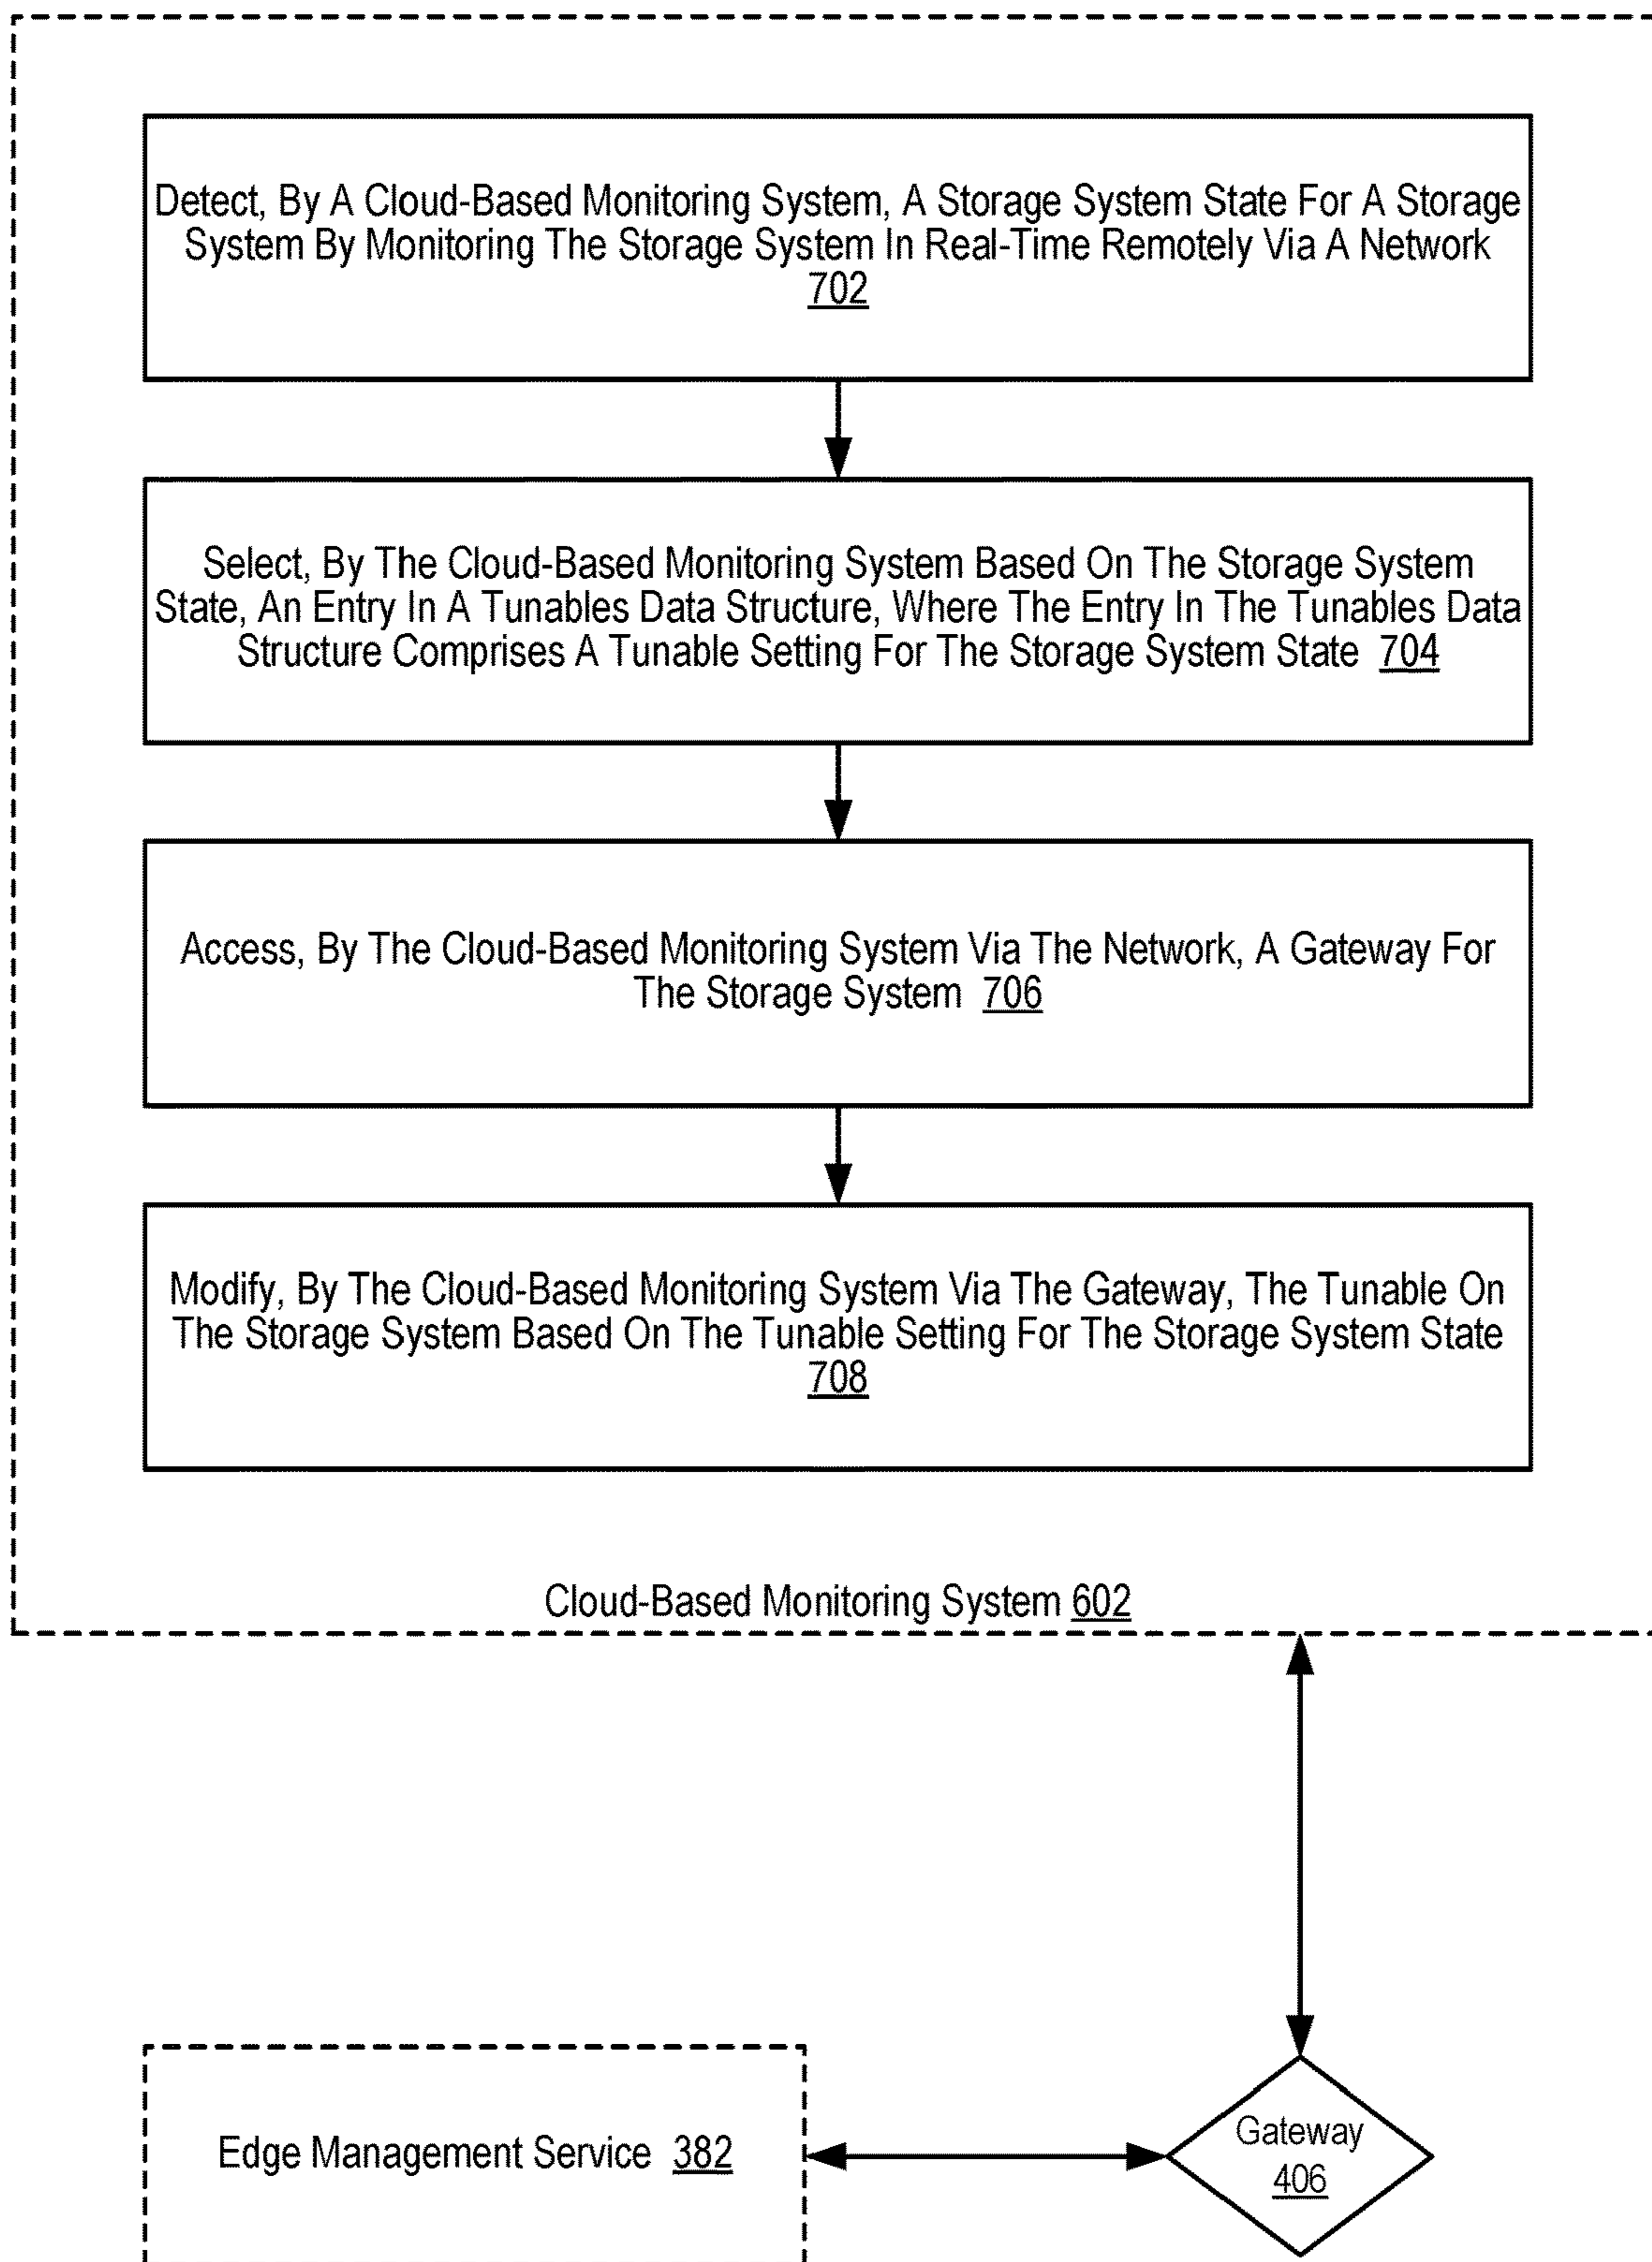 Detect, By A Cloud-Based Monitoring System, A Storage System State For A Storage
System By Monitoring The Storage System In Real-Time Remotely Via A Network
702
Select, By The Cloud-Based Monitoring System Based On The Storage System
State, An Entry In A Tunables Data Structure, Where The Entry In The Tunables Data
Structure Comprises A Tunable Setting For The Storage System State 704
Access, By The Cloud-Based Monitoring System Via The Network, A Gateway For
The Storage System 706
Modify, By The Cloud-Based Monitoring System Via The Gateway, The Tunable On
The Storage System Based On The Tunable Setting For The Storage System State
708
Cloud-Based Monitoring System 602
Edge Management Service 382
Gateway
406